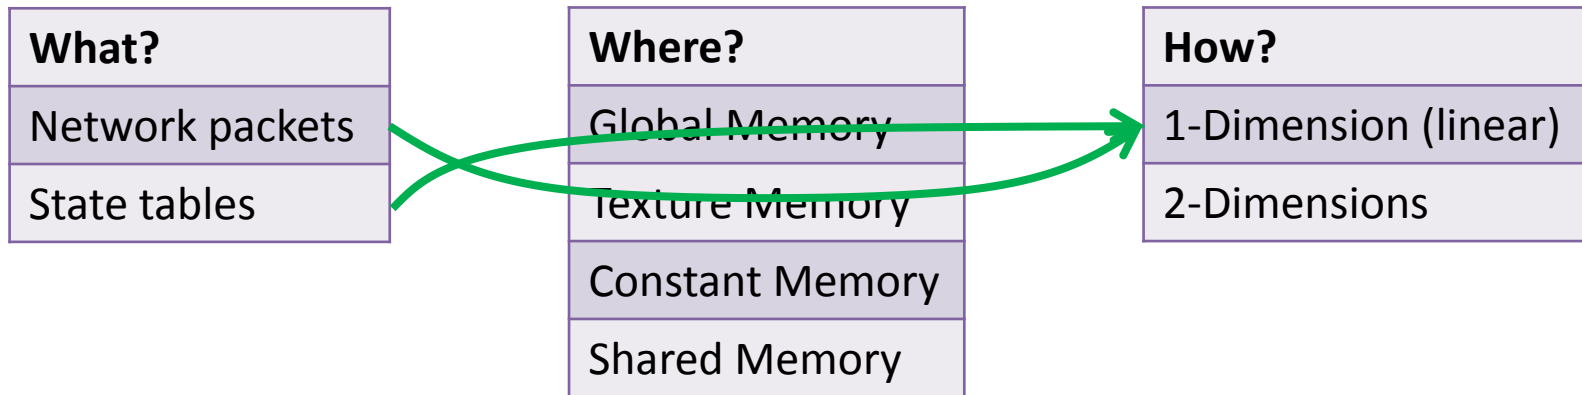 What?
Network packets
State tables
Where?
Global Memory
Texture Memory
Constant Memory
Shared Memory
How?
1-Dimension (linear)
2-Dimensions